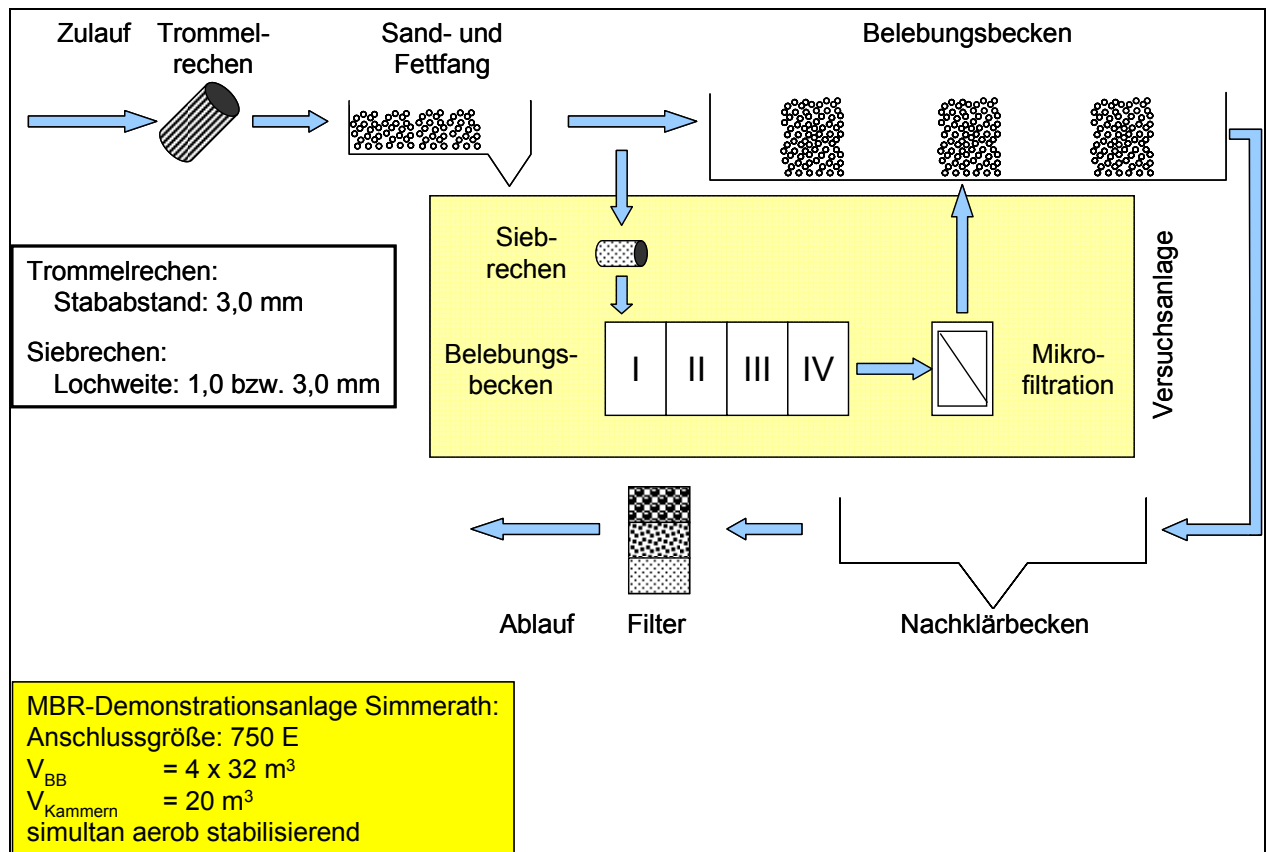 Zulauf
Trommel-
rechen
Sand- und
Fettfang
Belebungsbecken
Sieb-
rechen
Trommelrechen:
Stababstand: 3,0 mm
Siebrechen:
Lochweite: 1,0 bzw. 3,0 mm
Belebungs-
becken
I II III IV
Mikro-
filtration
Versuchsanlage
Ablauf
Filter
Nachklärbecken
MBR-Demonstrationsanlage Simmerath:
Anschlussgröße: 750 E
V_BB = 4 x 32 m³
V_Kammern = 20 m³
simultan aerob stabilisierend